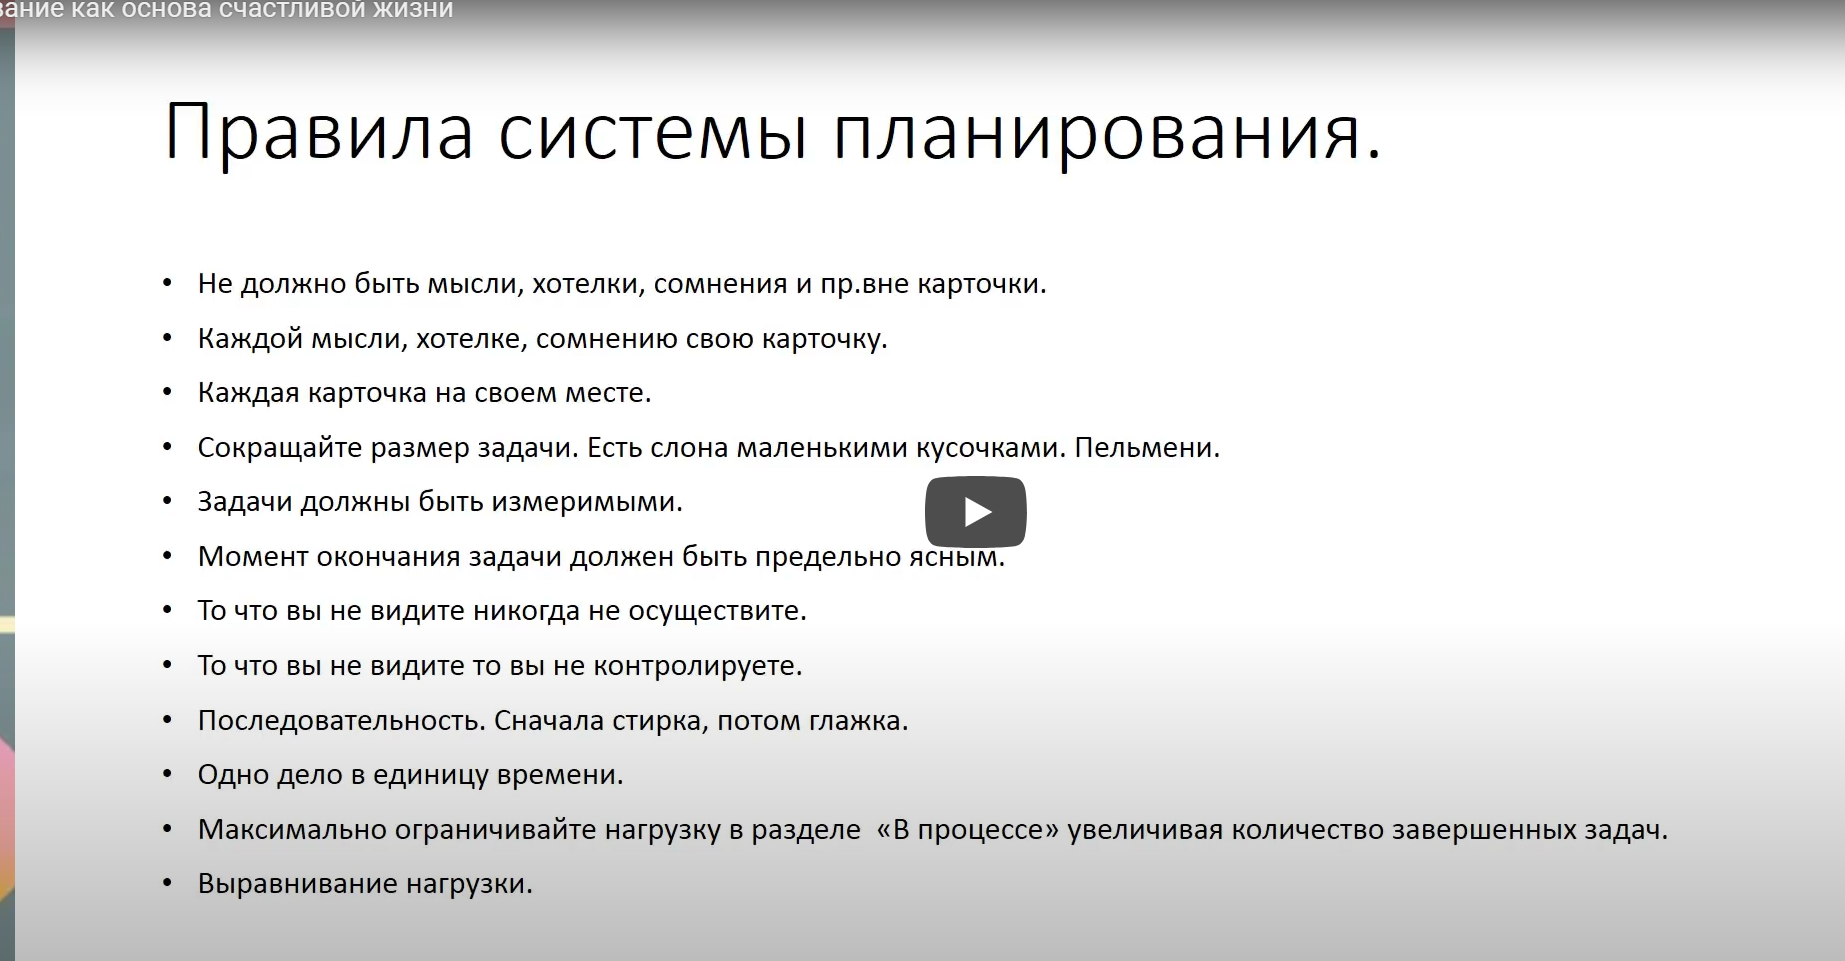 как основа счастливой жизни
Правила системы планирования.
• Не должно быть мысли, хотелки, сомнения и пр.вне карточки.
• Каждой мысли, хотелке, сомнению свою карточку.
• Каждая карточка на своем месте.
• Сокращайте размер задачи. Есть слона маленькими кусочками. Пельмени.
• Задачи должны быть измеримыми.
• Момент окончания задачи должен быть предельно ясным.
• То что вы не видите никогда не осуществите.
• То что вы не видите то вы не контролируете.
• Последовательность. Сначала стирка, потом глажка.
• Одно дело в единицу времени.
• Максимально ограничивайте нагрузку в разделе  «В процессе» увеличивая количество завершенных задач.
• Выравнивание нагрузки.